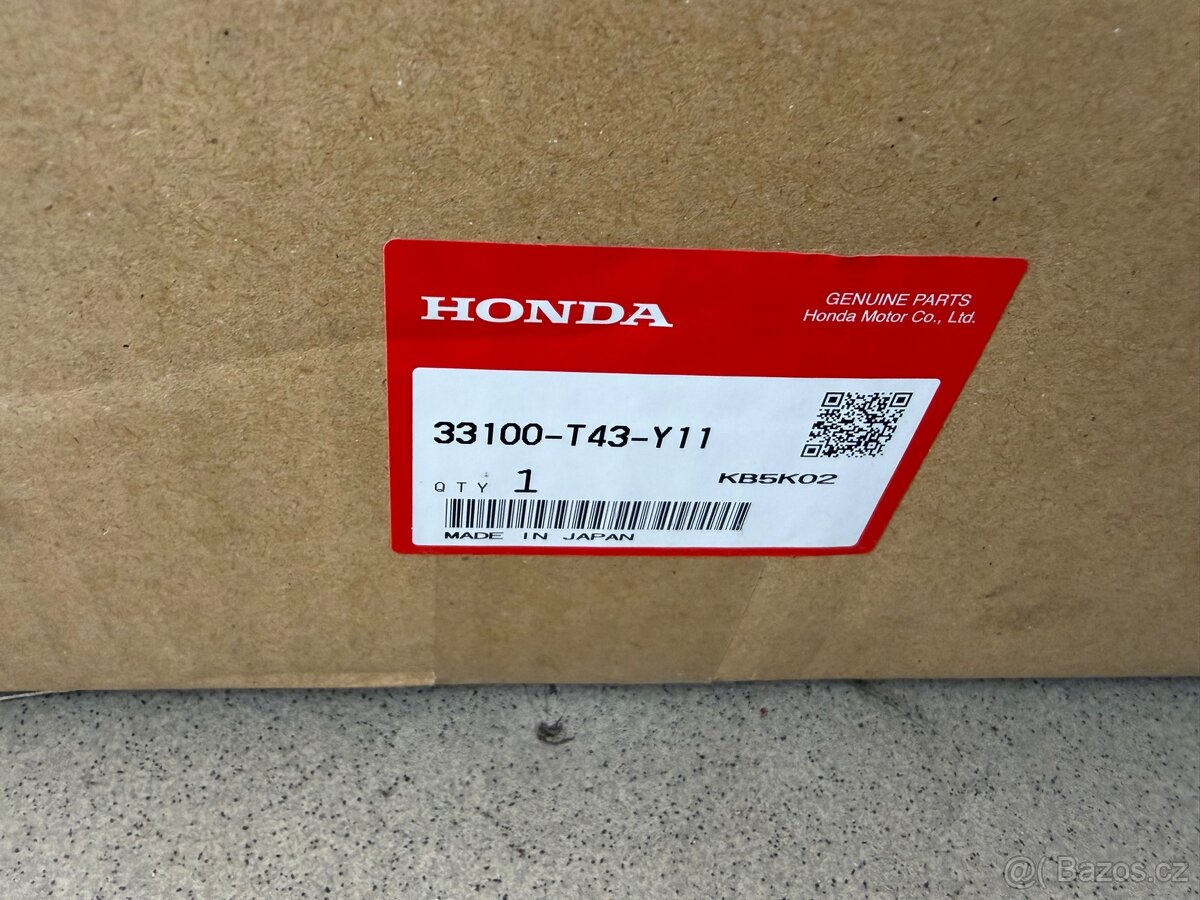 HONDA
GENUINE PARTS
Honda Motor Co., Ltd.
33100-T43-Y11
QTY 1
KB5K02
MADE IN JAPAN
@( Bazos.cz